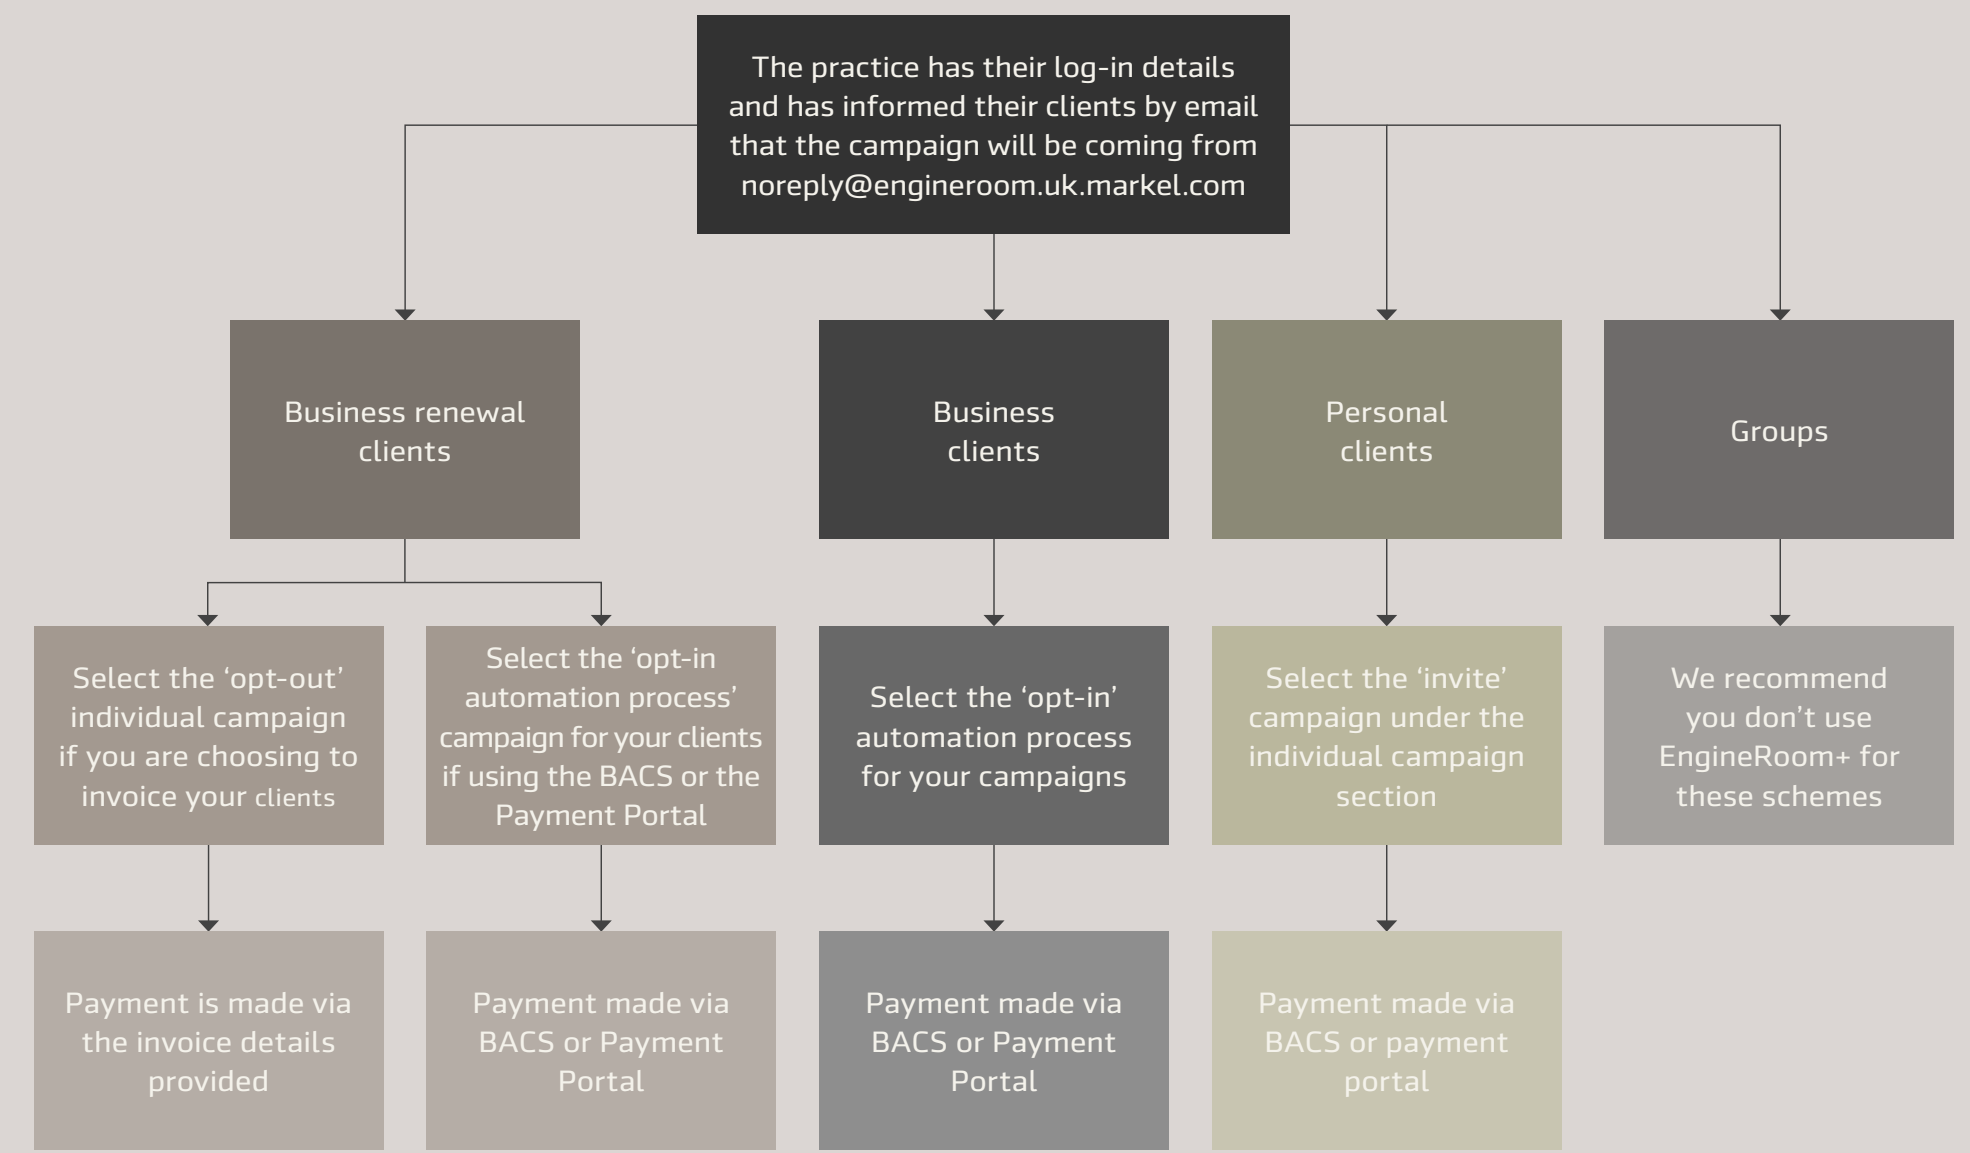 The practice has their log-in details
and has informed their clients by email
that the campaign will be coming from
noreply@engineroom.uk.markel.com
Business renewal
clients
Business
clients
Personal
clients
Groups
Select the ‘opt-out’
individual campaign
if you are choosing to
invoice your clients
Select the ‘opt-in
automation process’
campaign for your clients
if using the BACS or the
Payment Portal
Select the ‘opt-in’
automation process
for your campaigns
Select the ‘invite’
campaign under the
individual campaign
section
We recommend
you don’t use
EngineRoom+ for
these schemes
Payment is made via
the invoice details
provided
Payment made via
BACS or Payment
Portal
Payment made via
BACS or Payment
Portal
Payment made via
BACS or payment
portal